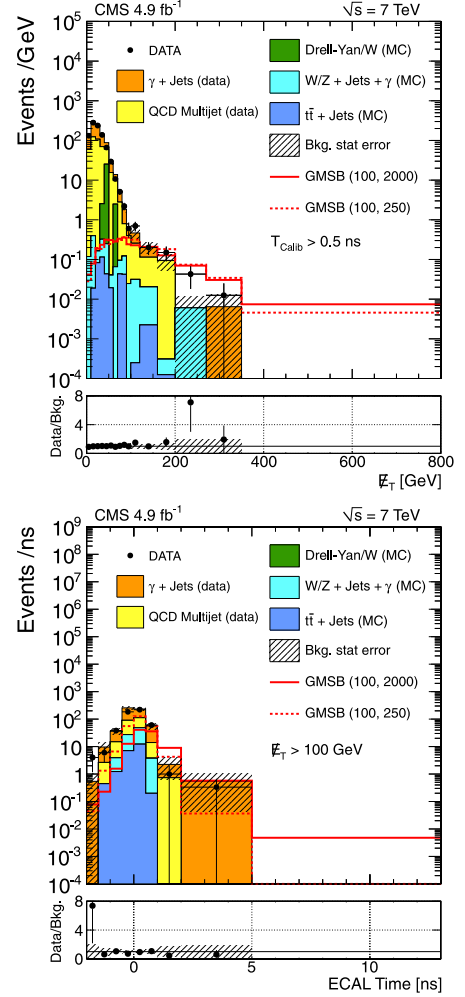 CMS 4.9 fb⁻¹ √s = 7 TeV
Events/GeV
10⁵
10⁴
10³
10²
10
1
10⁻¹
10⁻²
10⁻³
10⁻⁴
DATA
γ + Jets (data)
QCD Multijet (data)
Drell-Yan/W (MC)
W/Z + Jets + γ (MC)
tt̄ + Jets (MC)
Bkg. stat error
GMSB (100, 2000)
GMSB (100, 250)
T_Calib > 0.5 ns
Data/Bkg.
8
4
0
0 200 400 600 800
E̸_T [GeV]
CMS 4.9 fb⁻¹ √s = 7 TeV
Events /ns
10⁹
10⁸
10⁷
10⁶
10⁵
10⁴
10³
10²
10
1
10⁻¹
10⁻²
10⁻³
10⁻⁴
DATA
γ + Jets (data)
QCD Multijet (data)
Drell-Yan/W (MC)
W/Z + Jets + γ (MC)
tt̄ + Jets (MC)
Bkg. stat error
GMSB (100, 2000)
GMSB (100, 250)
E̸_T > 100 GeV
Data/Bkg.
8
4
0
0 5 10
ECAL Time [ns]